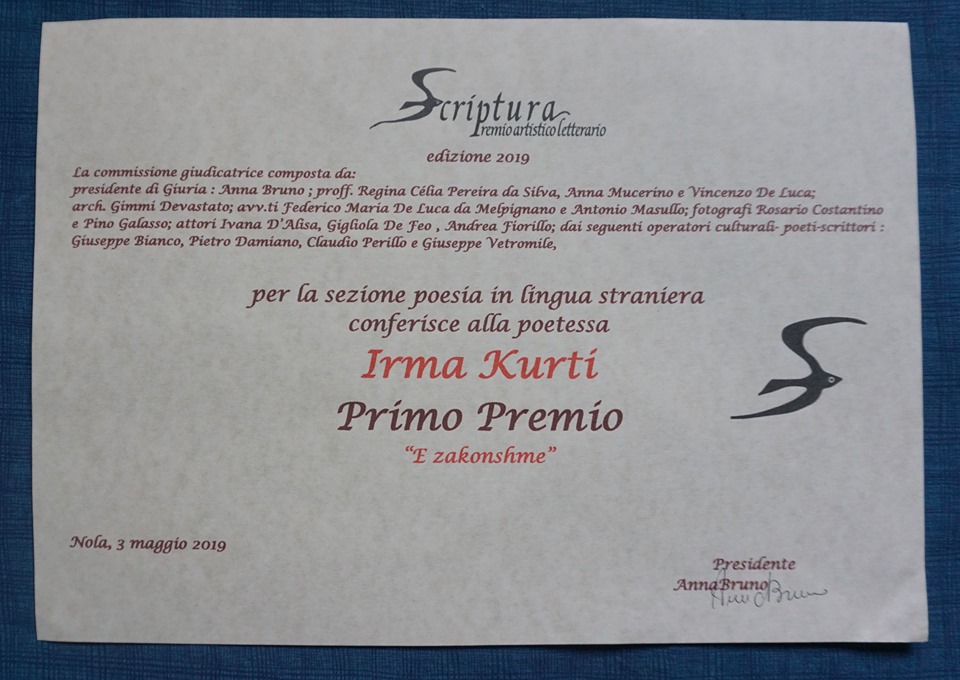 Scriptura
Premio artistico letterario
edizione 2019
La commissione giudicatrice composta da:
presidente di Giuria : Anna Bruno ; proff. Regina Célia Pereira da Silva, Anna Mucerino e Vincenzo De Luca;
arch. Gimmi Devastato; avv.ti Federico Maria De Luca da Melpignano e Antonio Masullo; fotografi Rosario Costantino
e Pino Galasso; attori Ivana D'Alisa, Gigliola De Feo , Andrea Fiorillo; dai seguenti operatori culturali- poeti-scrittori :
Giuseppe Bianco, Pietro Damiano, Claudio Perillo e Giuseppe Vetromile,
per la sezione poesia in lingua straniera
conferisce alla poetessa
Irma Kurti
Primo Premio
“E zakonshme”
Nola, 3 maggio 2019
Presidente
AnnaBruno
Anna Bruno